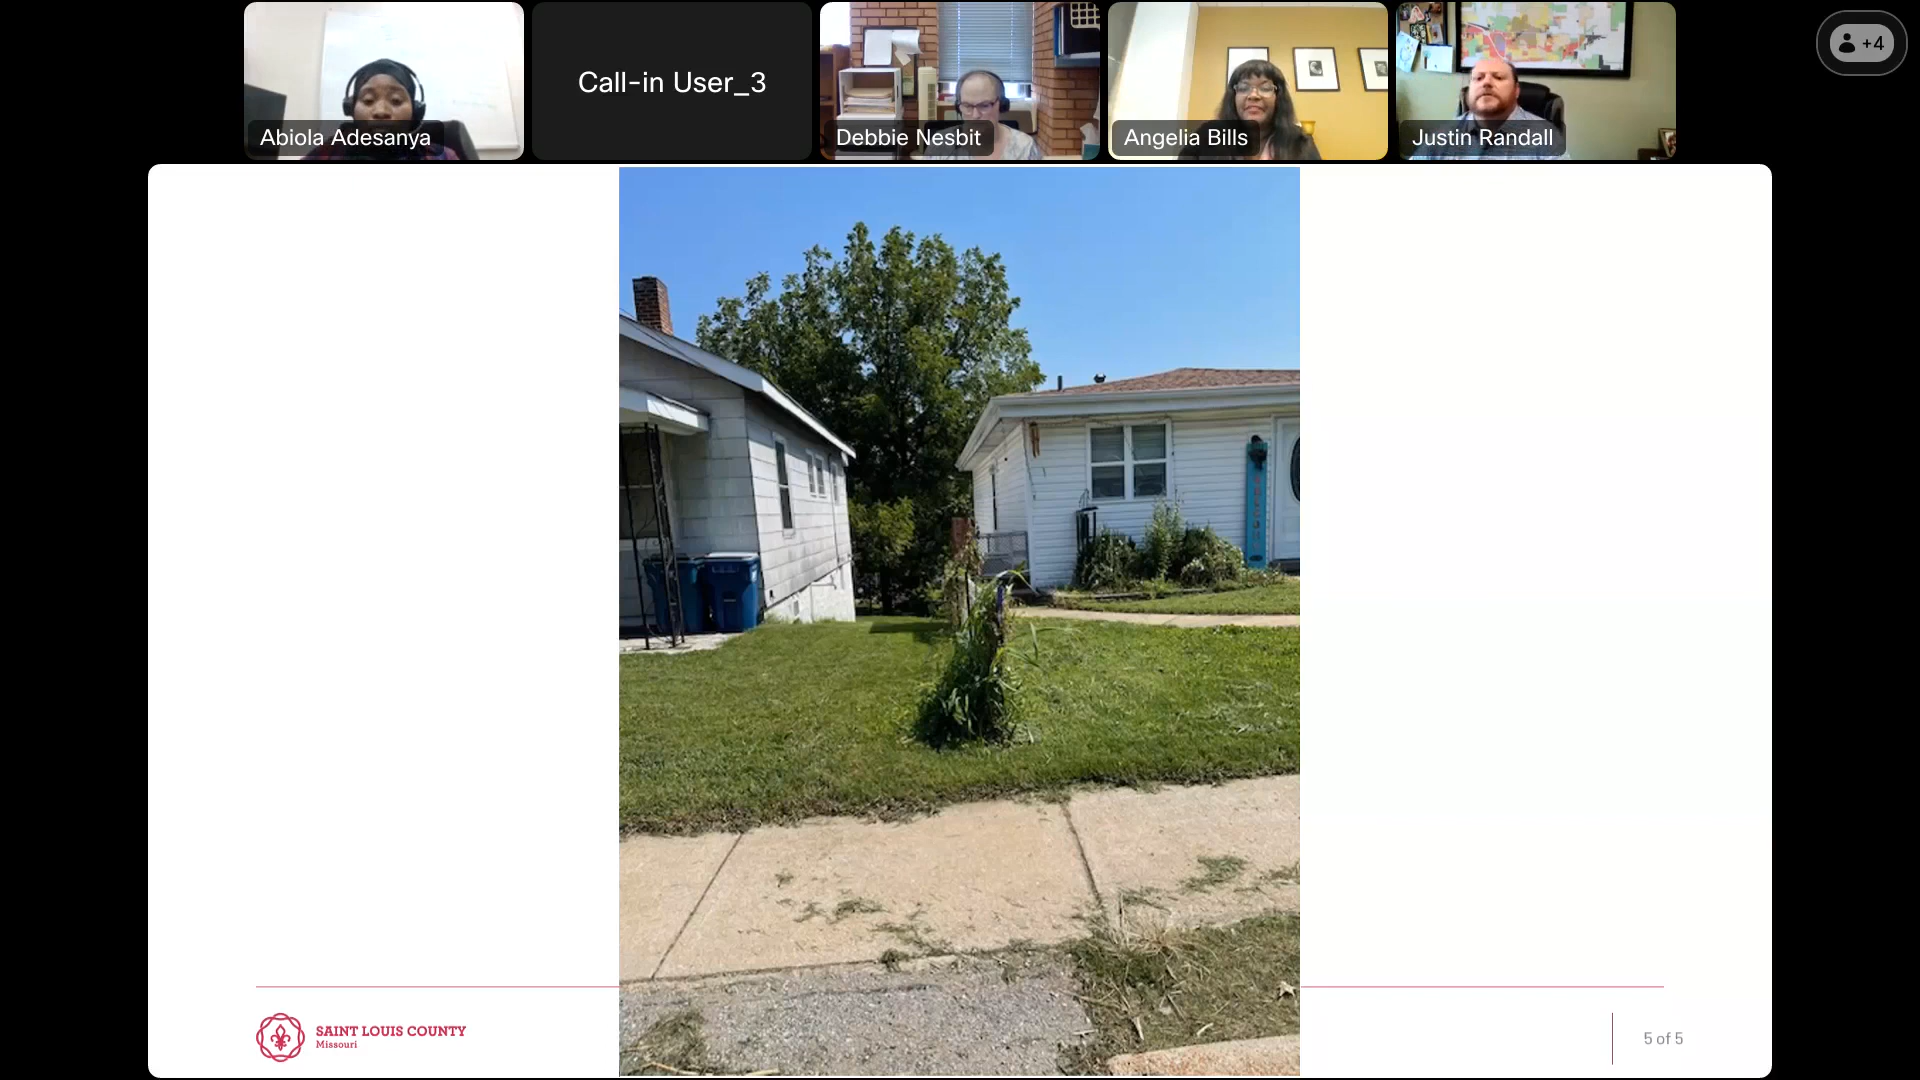 Abiola Adesanya
Call-in User_3
Debbie Nesbit
Angelia Bills
Justin Randall
+4
SAINT LOUIS COUNTY
Missouri
5 of 5